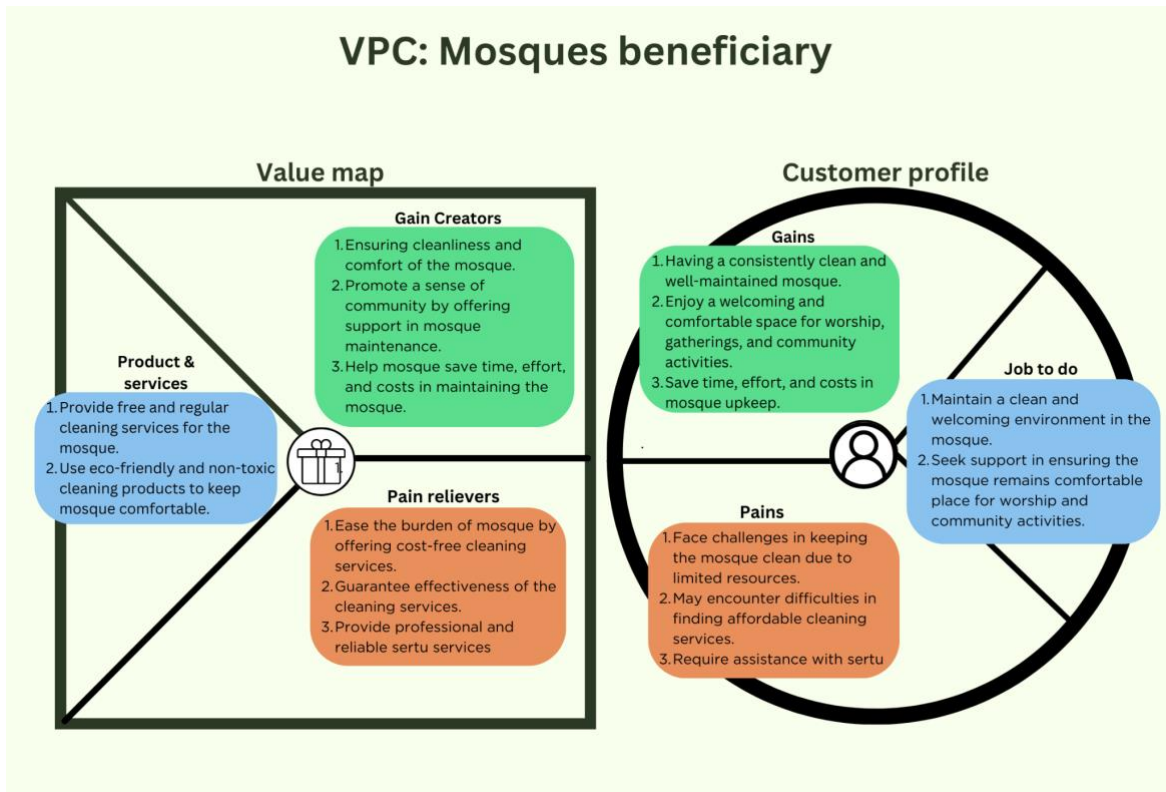 VPC: Mosques beneficiary
Value map
Gain Creators
1. Ensuring cleanliness and
comfort of the mosque.
2. Promote a sense of
community by offering
support in mosque
maintenance.
3. Help mosque save time, effort,
and costs in maintaining the
mosque.
Product &
services
1. Provide free and regular
cleaning services for the
mosque.
2. Use eco-friendly and non-toxic
cleaning products to keep
mosque comfortable.
1.
Pain relievers
1. Ease the burden of mosque by
offering cost-free cleaning
services.
2. Guarantee effectiveness of the
cleaning services.
3. Provide professional and
reliable sertu services
Customer profile
Gains
1. Having a consistently clean and
well-maintained mosque.
2. Enjoy a welcoming and
comfortable space for worship,
gatherings, and community
activities.
3. Save time, effort, and costs in
mosque upkeep.
Job to do
1. Maintain a clean and
welcoming environment in the
mosque.
2. Seek support in ensuring the
mosque remains comfortable
place for worship and
community activities.
Pains
1. Face challenges in keeping
the mosque clean due to
limited resources.
2. May encounter difficulties in
finding affordable cleaning
services.
3. Require assistance with sertu